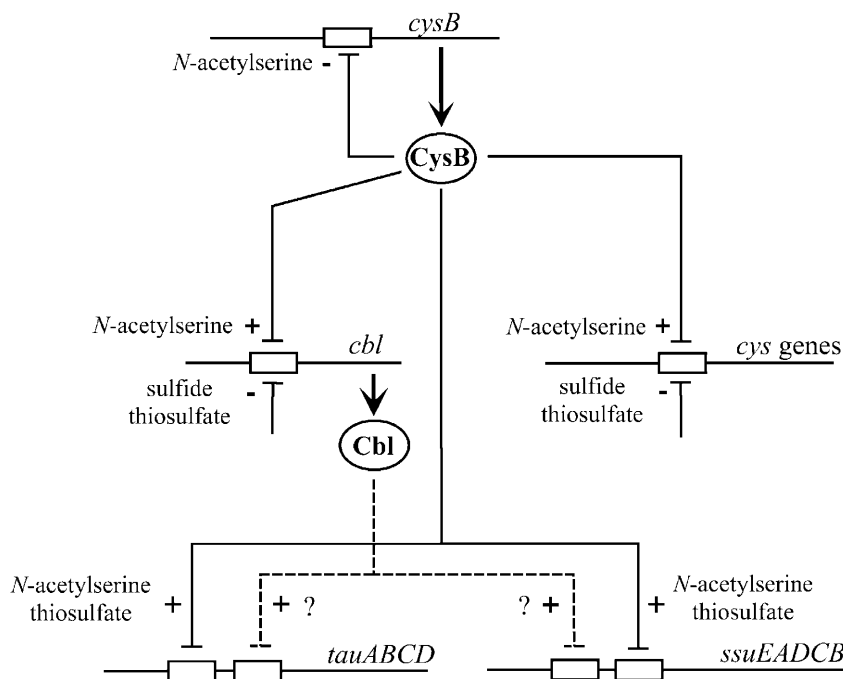 cysB
N-acetylserine -
CysB
N-acetylserine +
cbl
sulfide -
thiosulfate
N-acetylserine +
cys genes
sulfide -
thiosulfate
Cbl
N-acetylserine
thiosulfate +
+ ?
? +
+ N-acetylserine
thiosulfate
tauABCD
ssuEADCB